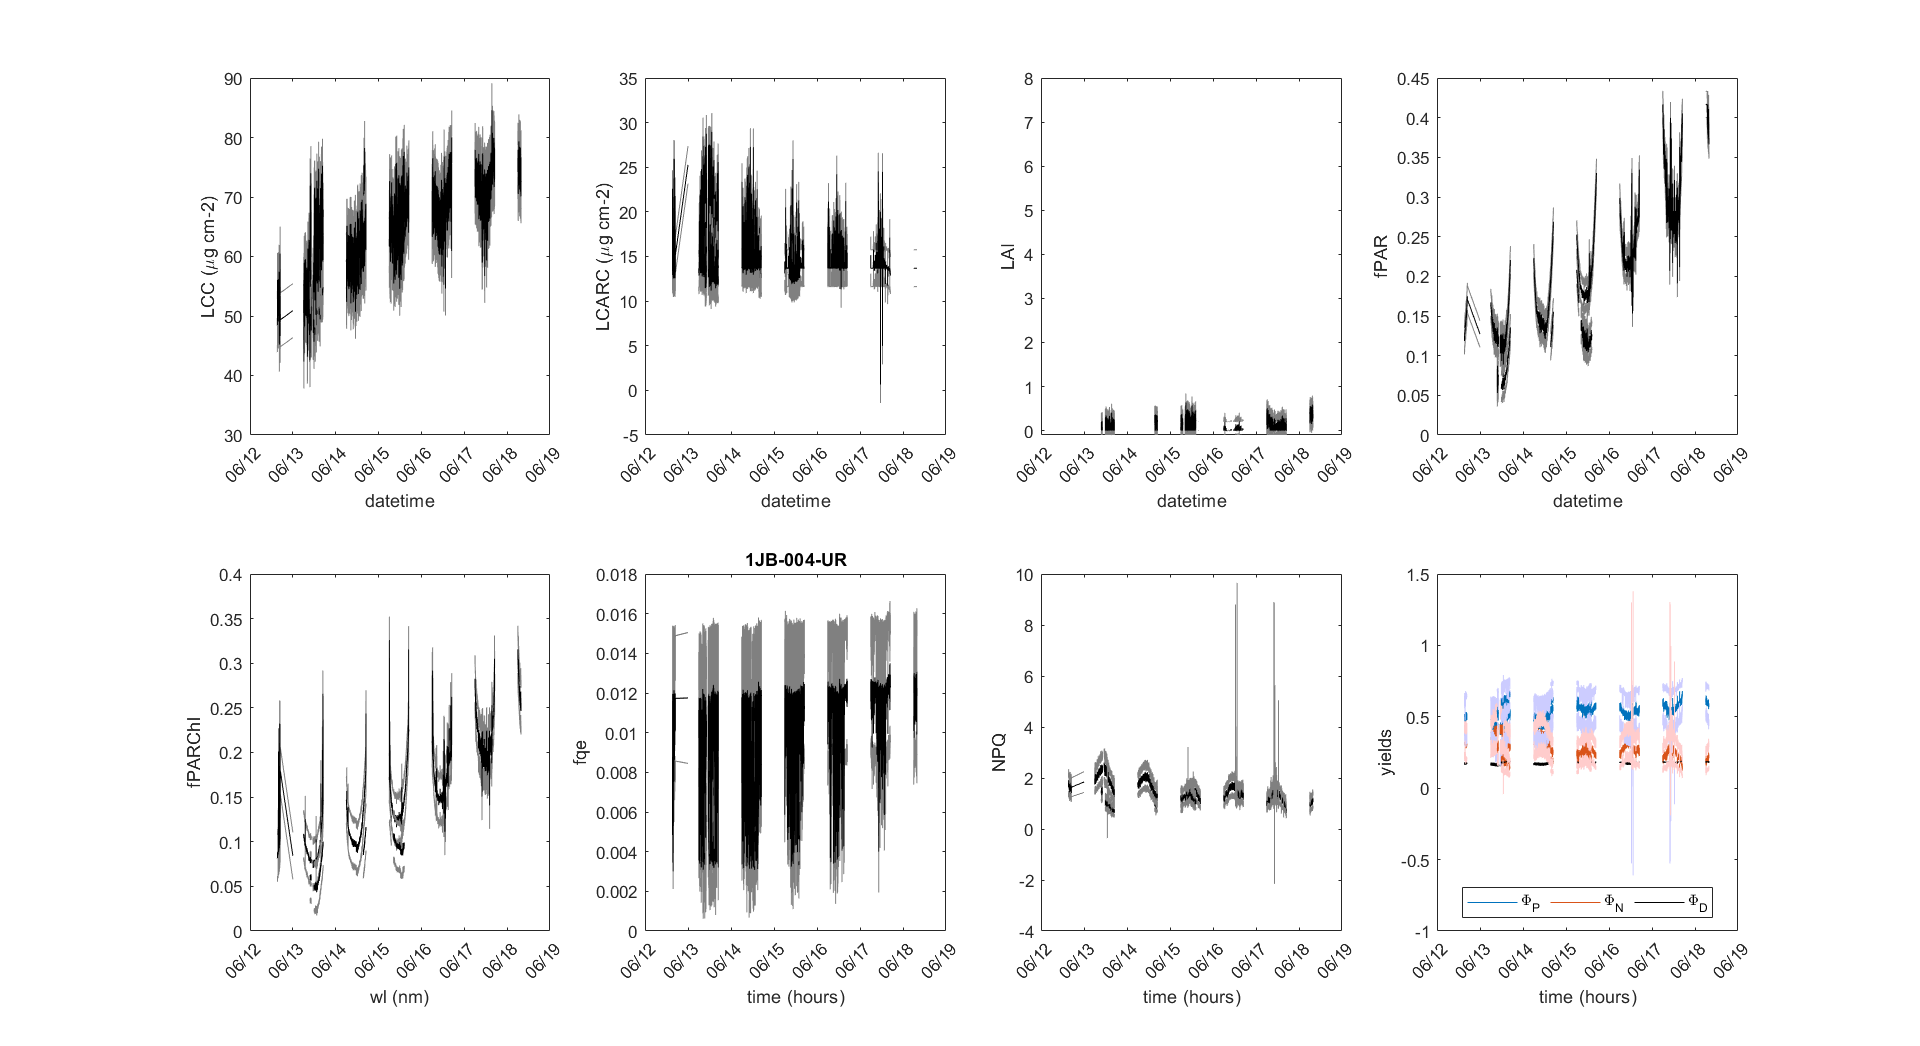 90
80
70
60
50
40
30
LCC (μg cm-2)
06/12 06/13 06/14 06/15 06/16 06/17 06/18 06/19
datetime
35
30
25
20
15
10
5
0
-5
LCARC (μg cm-2)
06/12 06/13 06/14 06/15 06/16 06/17 06/18 06/19
datetime
8
7
6
5
4
3
2
1
0
LAI
06/12 06/13 06/14 06/15 06/16 06/17 06/18 06/19
datetime
0.45
0.4
0.35
0.3
0.25
0.2
0.15
0.1
0.05
0
fPAR
06/12 06/13 06/14 06/15 06/16 06/17 06/18 06/19
datetime
0.4
0.35
0.3
0.25
0.2
0.15
0.1
0.05
0
fPARChl
06/12 06/13 06/14 06/15 06/16 06/17 06/18 06/19
wl (nm)
1JB-004-UR
0.018
0.016
0.014
0.012
0.01
0.008
0.006
0.004
0.002
0
fqe
06/12 06/13 06/14 06/15 06/16 06/17 06/18 06/19
time (hours)
10
8
6
4
2
0
-2
-4
NPQ
06/12 06/13 06/14 06/15 06/16 06/17 06/18 06/19
time (hours)
1.5
1
0.5
0
-0.5
-1
yields
Φ_P Φ_N Φ_D
06/12 06/13 06/14 06/15 06/16 06/17 06/18 06/19
time (hours)